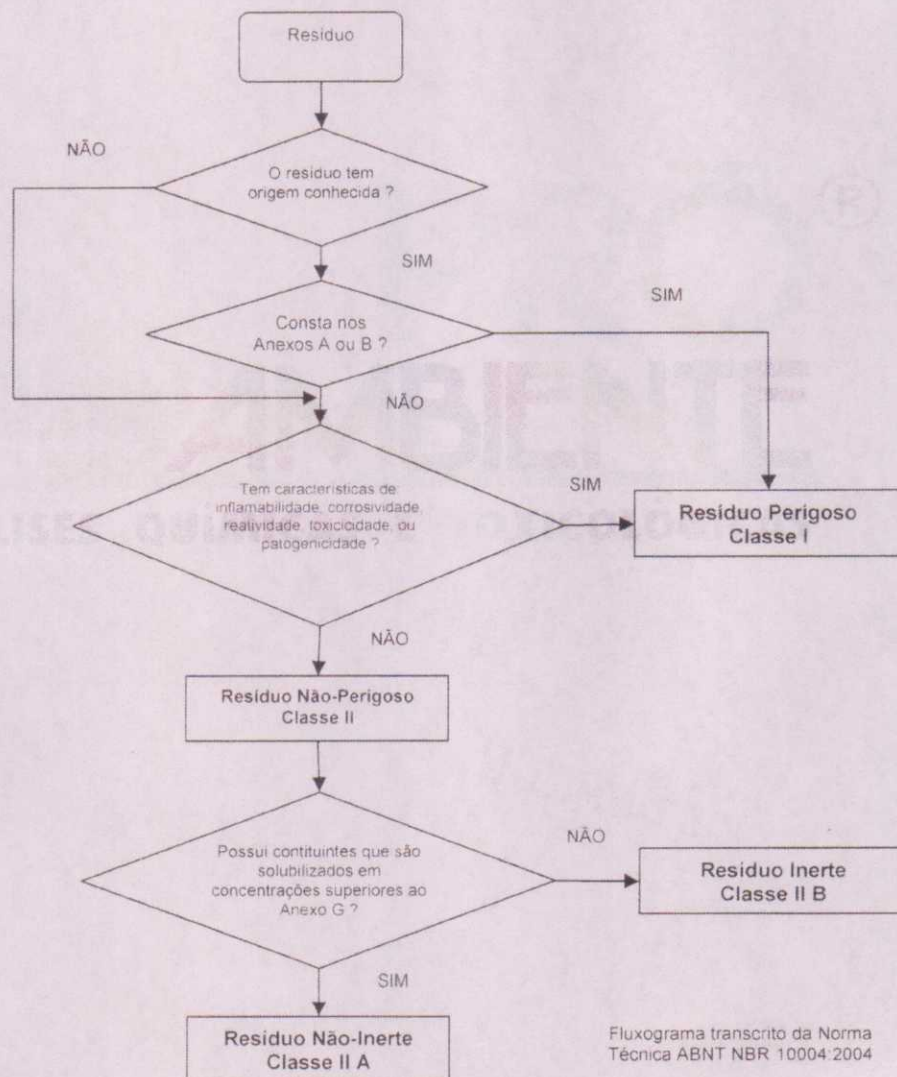 Resíduo
NÃO
O resíduo tem
origem conhecida ?
SIM
SIM
Consta nos
Anexos A ou B ?
NÃO
Tem características de
inflamabilidade, corrosividade,
reatividade, toxicicidade, ou
patogenicidade ?
SIM
Resíduo Perigoso
Classe I
NÃO
Resíduo Não-Perigoso
Classe II
Possui contituintes que são
solubilizados em
concentrações superiores ao
Anexo G ?
NÃO
Resíduo Inerte
Classe II B
SIM
Resíduo Não-Inerte
Classe II A
Fluxograma transcrito da Norma
Técnica ABNT NBR 10004:2004